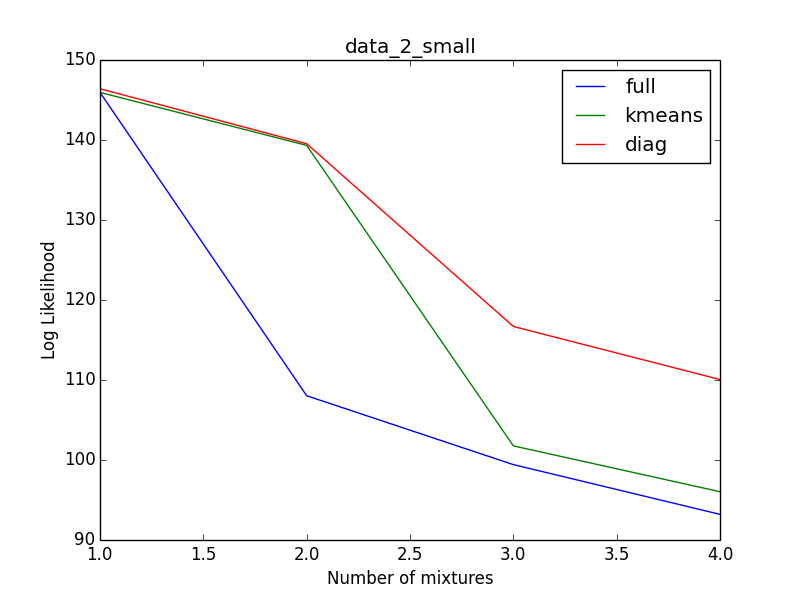 data_2_small
full
kmeans
diag
Log Likelihood
150
140
130
120
110
100
90
1.0 1.5 2.0 2.5 3.0 3.5 4.0
Number of mixtures